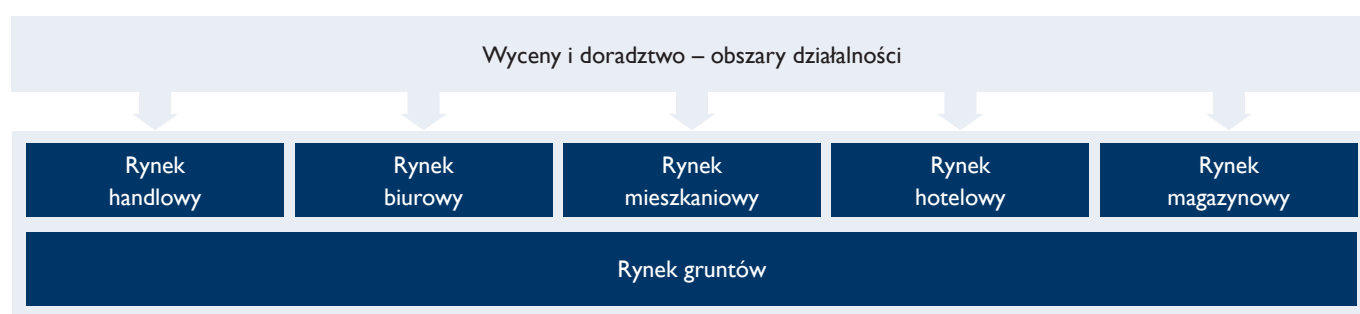 Wyceny i doradztwo – obszary działalności
Rynek
handlowy
Rynek
biurowy
Rynek
mieszkaniowy
Rynek
hotelowy
Rynek
magazynowy
Rynek gruntów